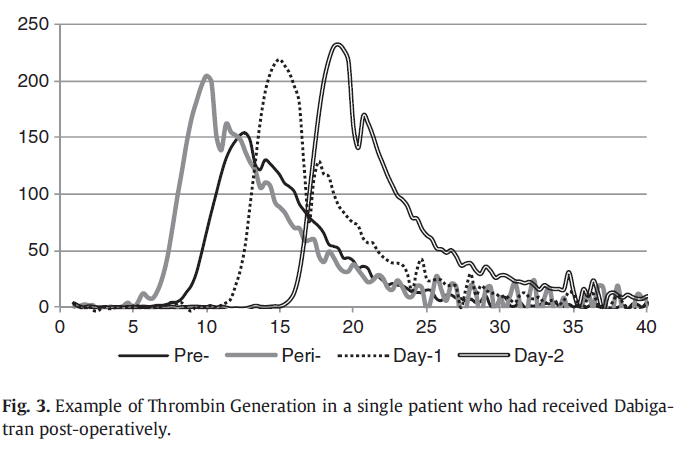 250
200
150
100
50
0
0 5 10 15 20 25 30 35 40
Pre- Peri- Day-1 Day-2
Fig. 3. Example of Thrombin Generation in a single patient who had received Dabiga-
tran post-operatively.